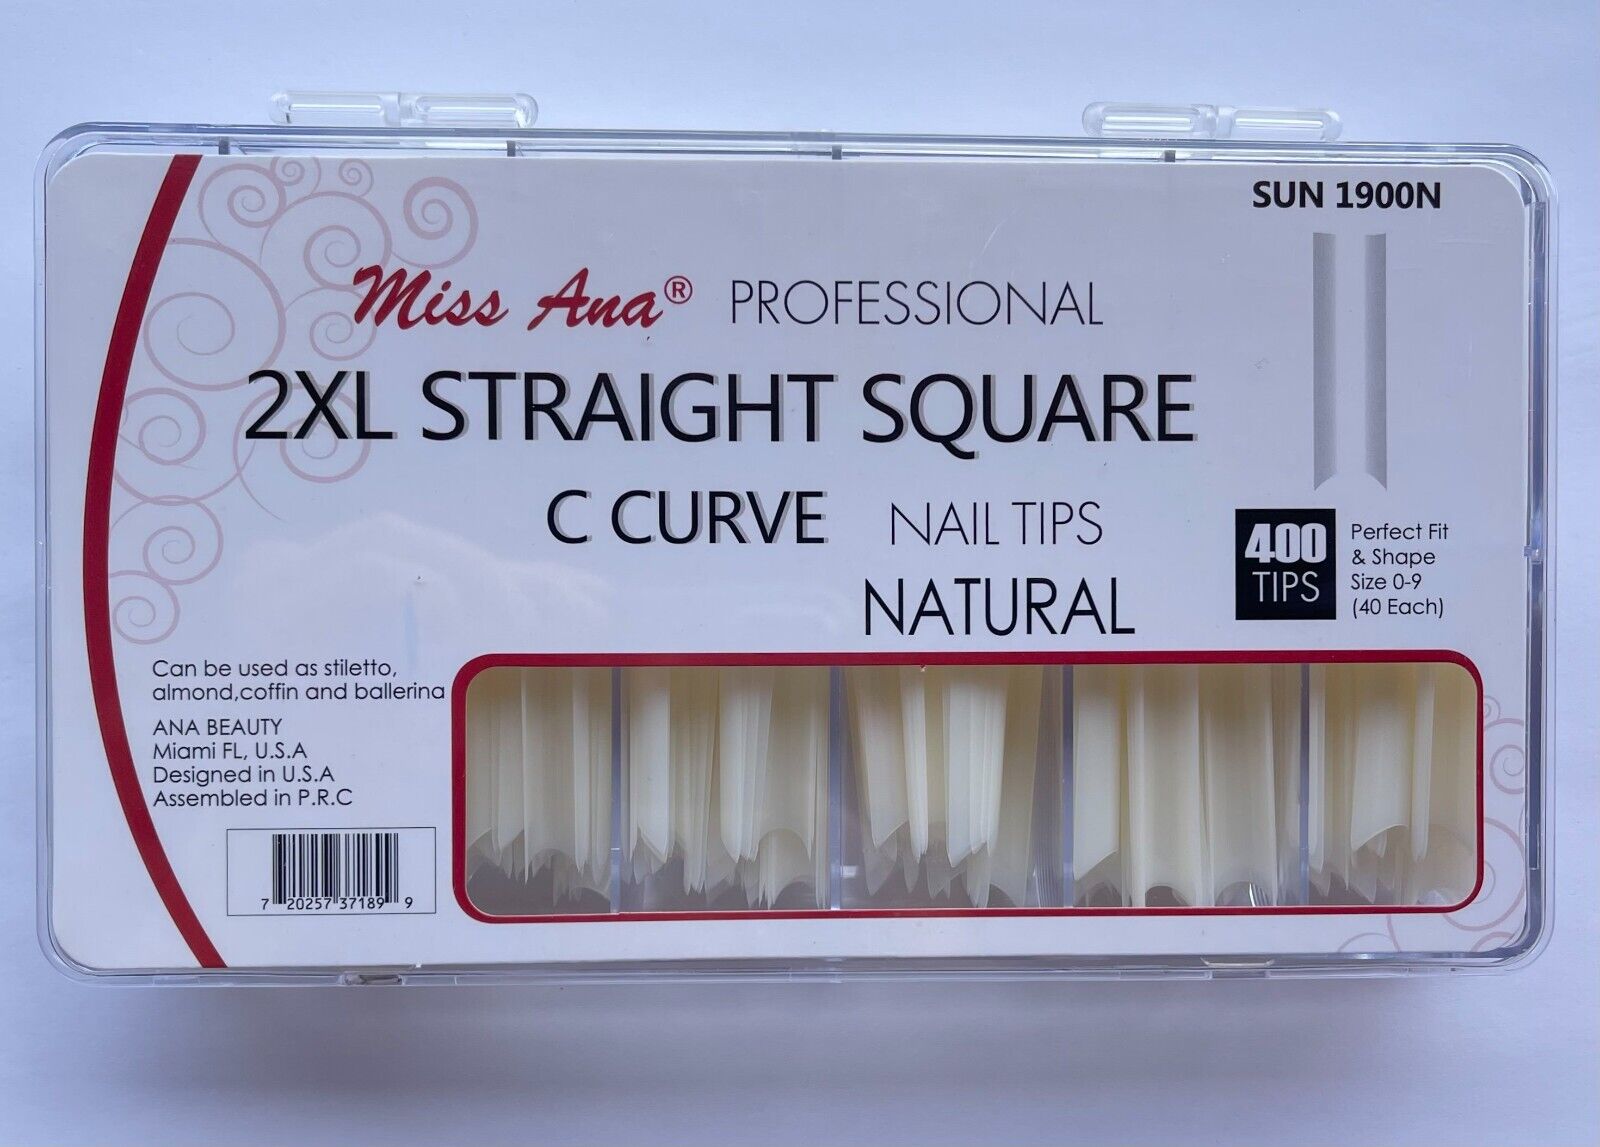 SUN 1900N
Miss Ana® PROFESSIONAL
2XL STRAIGHT SQUARE
C CURVE NAIL TIPS
NATURAL
400
TIPS
Perfect Fit
& Shape
Size 0-9
(40 Each)
Can be used as stiletto,
almond,coffin and ballerina
ANA BEAUTY
Miami FL, U.S.A
Designed in U.S.A
Assembled in P.R.C
7 20257 37189 9